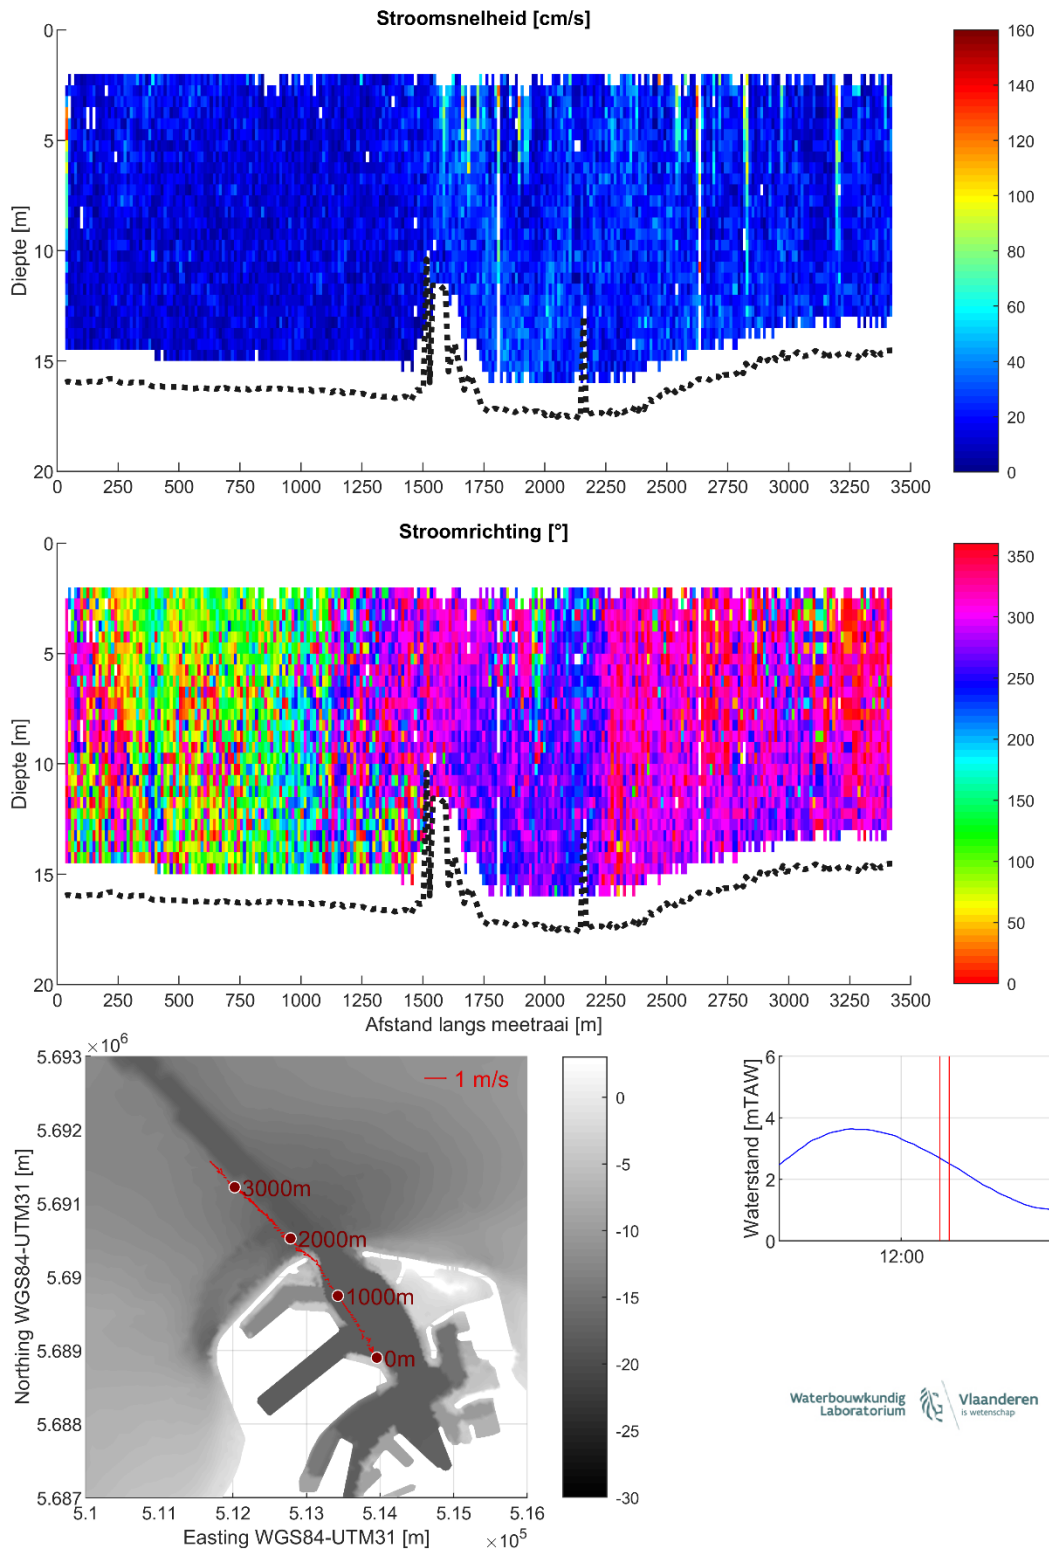 Stroomsnelheid [cm/s]
Diepte [m]
0
5
10
15
20
0 250 500 750 1000 1250 1500 1750 2000 2250 2500 2750 3000 3250 3500
160
140
120
100
80
60
40
20
0
Stroomrichting [°]
Diepte [m]
0
5
10
15
20
0 250 500 750 1000 1250 1500 1750 2000 2250 2500 2750 3000 3250 3500
Afstand langs meetraai [m]
350
300
250
200
150
100
50
0
×10⁶
Northing WGS84-UTM31 [m]
5.693
5.692
5.691
5.69
5.689
5.688
5.687
1 m/s
3000m
2000m
1000m
0m
5.1 5.11 5.12 5.13 5.14 5.15 5.16
Easting WGS84-UTM31 [m]
×10⁵
0
-5
-10
-15
-20
-25
-30
Waterstand [mTAW]
6
4
2
0
12:00
Waterbouwkundig
Laboratorium
Vlaanderen
is wetenschap